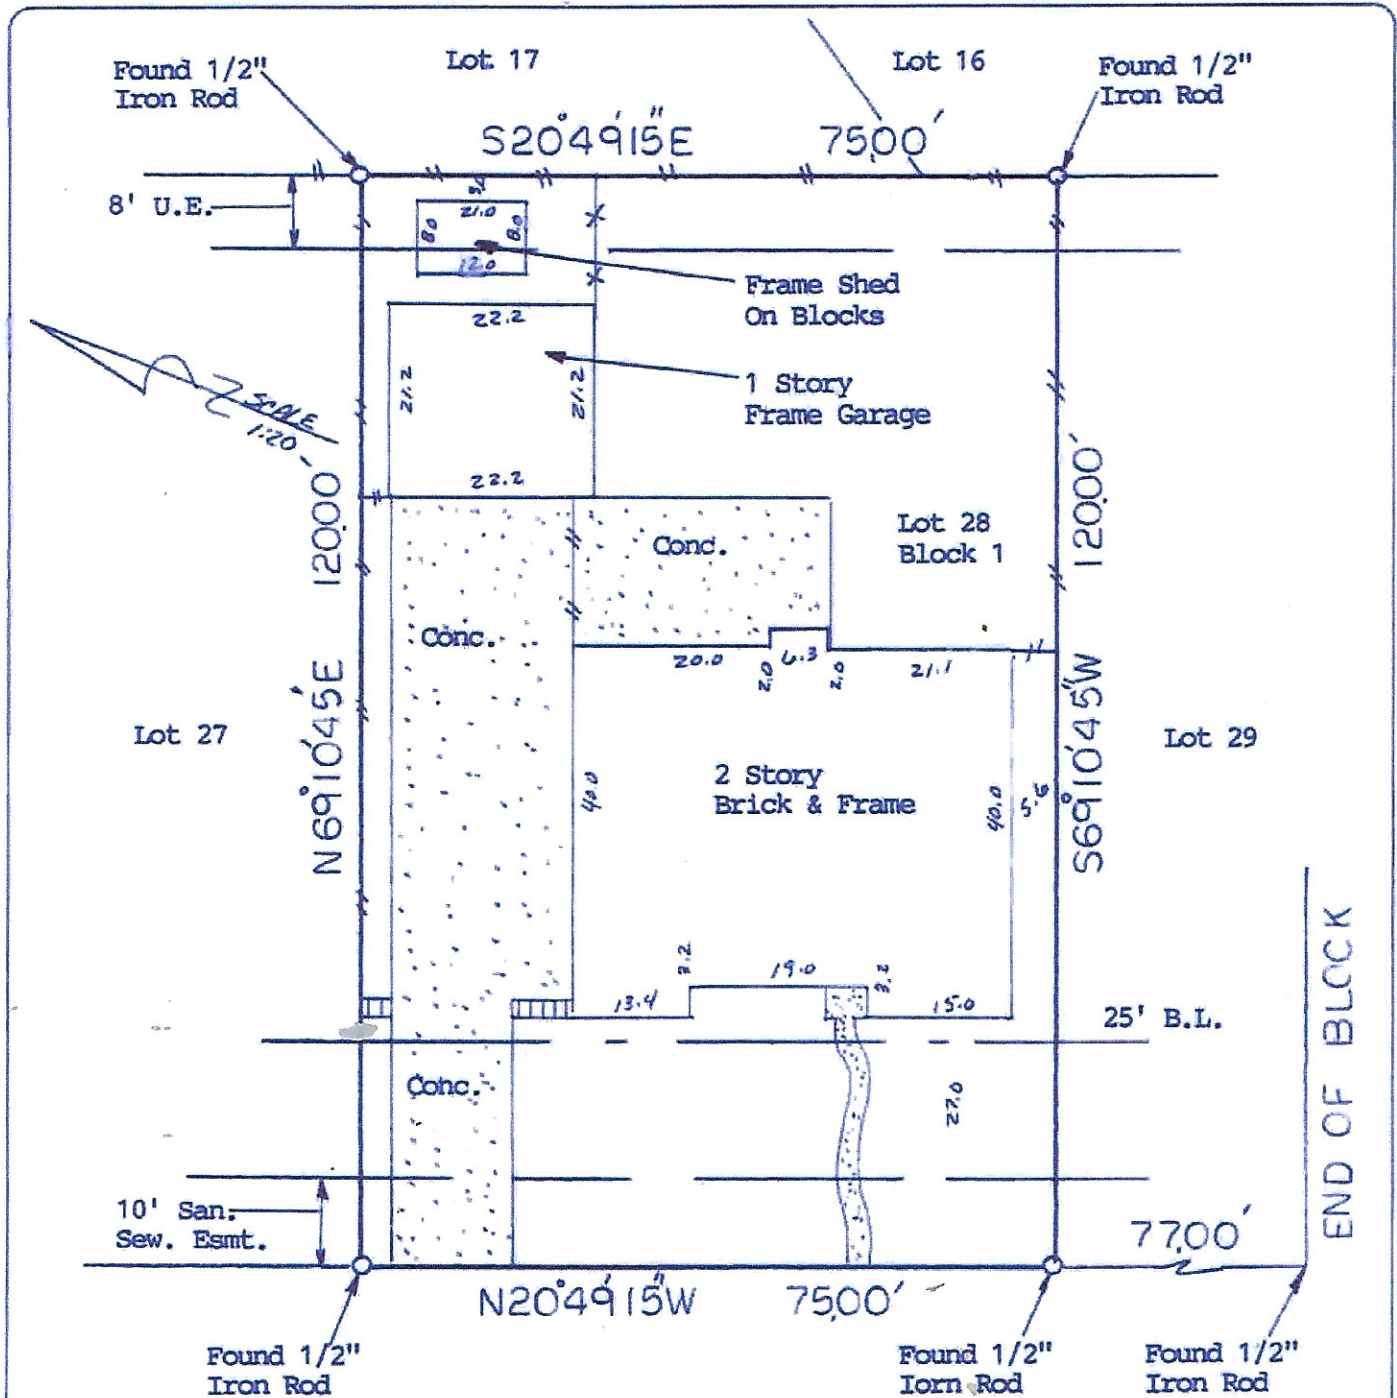 Lot 17
Lot 16
Found 1/2"
Iron Rod
Found 1/2"
Iron Rod
S20°49'15"E 75.00'
8' U.E.
21.0
8.0
8.0
12.0
Frame Shed
On Blocks
22.2
21.2
21.2
1 Story
Frame Garage
SCALE
1:20
22.2
120.00'
120.00'
Lot 28
Block 1
Conc.
Conc.
20.0
2.0
6.3
2.0
21.1
N69°10'45"E
S69°10'45"W
Lot 27
Lot 29
2 Story
Brick & Frame
40.0
40.0
5.6
3.2
19.0
3.2
13.4
15.0
25' B.L.
END OF BLOCK
Conc.
27.0
10' San.
Sew. Esmt.
77.00'
N20°49'15"W 75.00'
Found 1/2"
Iron Rod
Found 1/2"
Iorn Rod
Found 1/2"
Iron Rod